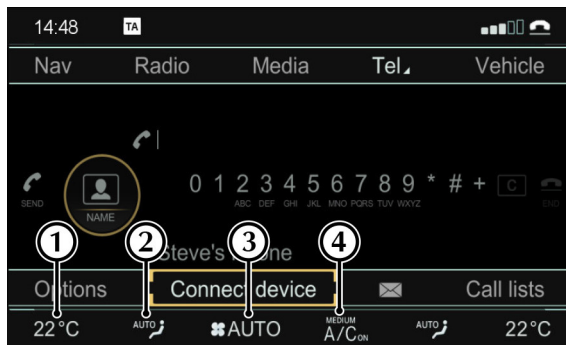 14:48 TA
Nav Radio Media Tel Vehicle
0 1 2 3 4 5 6 7 8 9 * # + C
ABC DEF GHI JKL MNO PQRS TUV WXYZ
SEND NAME END
1 2 3 4
Steve's
Options Connect device Call lists
22°C AUTO AUTO MEDIUM A/C ON AUTO 22°C